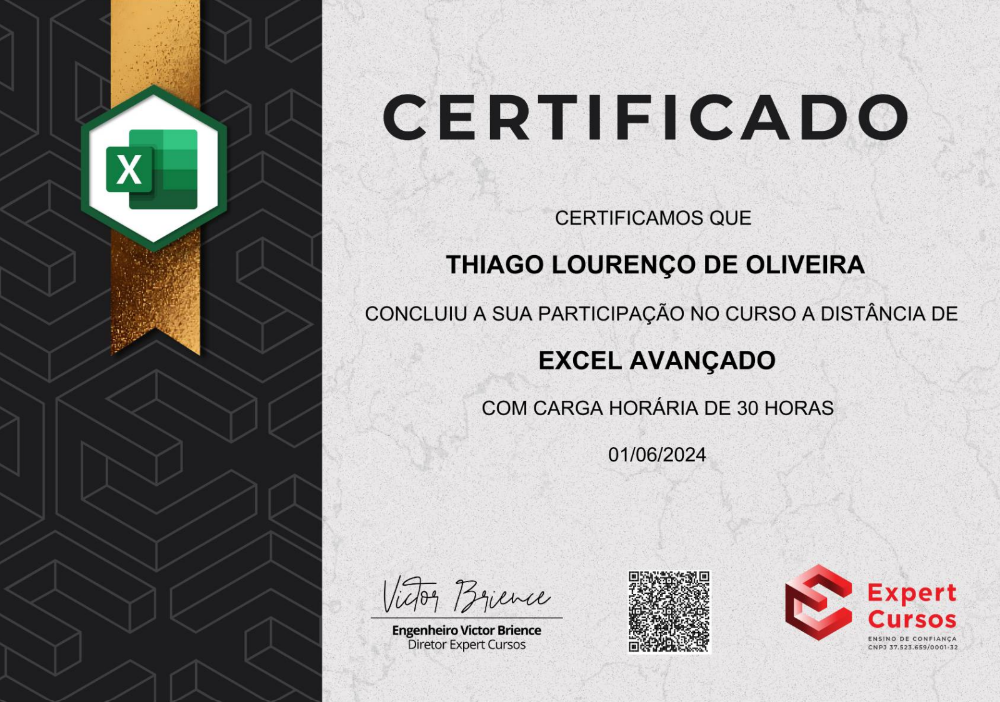 X
CERTIFICADO
CERTIFICAMOS QUE
THIAGO LOURENÇO DE OLIVEIRA
CONCLUIU A SUA PARTICIPAÇÃO NO CURSO A DISTÂNCIA DE
EXCEL AVANÇADO
COM CARGA HORÁRIA DE 30 HORAS
01/06/2024
Victor Brience
Engenheiro Victor Brience
Diretor Expert Cursos
Expert
Cursos
ENSINO DE CONFIANÇA
CNPJ 37.523.659/0001-32